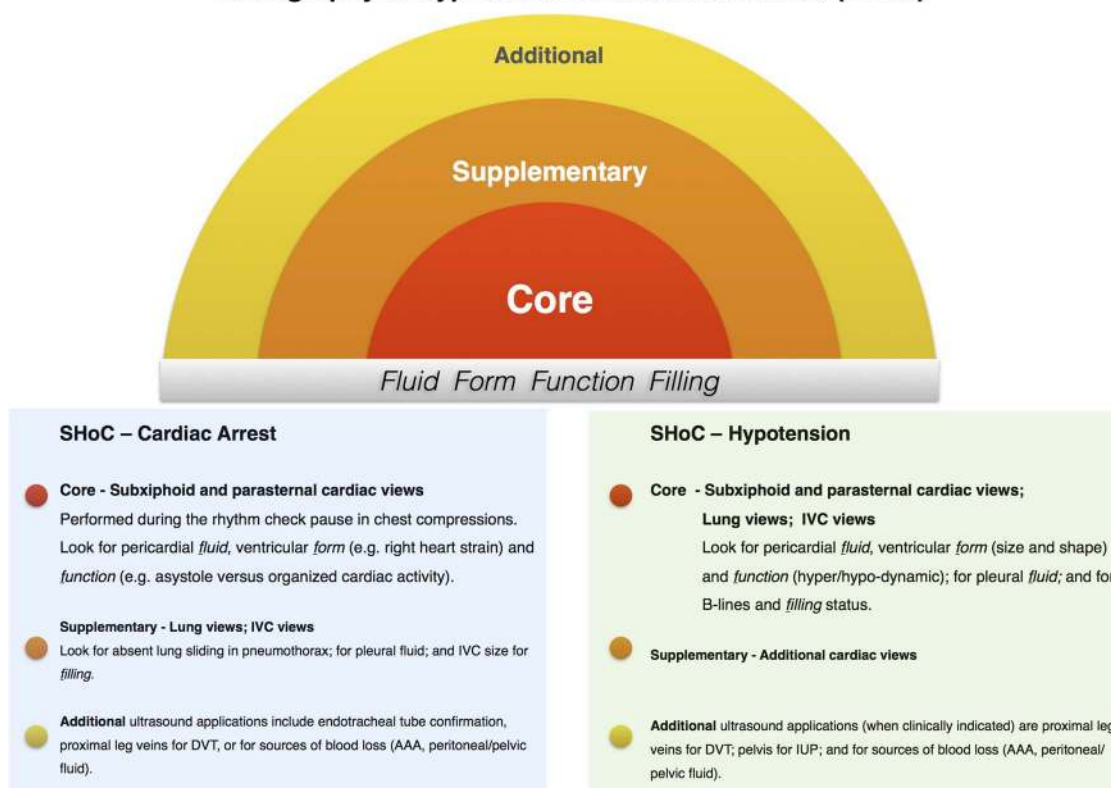 Additional
Supplementary
Core
Fluid Form Function Filling
SHoC – Cardiac Arrest
Core - Subxiphoid and parasternal cardiac views
Performed during the rhythm check pause in chest compressions.
Look for pericardial fluid, ventricular form (e.g. right heart strain) and
function (e.g. asystole versus organized cardiac activity).
Supplementary - Lung views; IVC views
Look for absent lung sliding in pneumothorax; for pleural fluid; and IVC size for
filling.
Additional ultrasound applications include endotracheal tube confirmation,
proximal leg veins for DVT, or for sources of blood loss (AAA, peritoneal/pelvic
fluid).
SHoC – Hypotension
Core - Subxiphoid and parasternal cardiac views;
Lung views; IVC views
Look for pericardial fluid, ventricular form (size and shape)
and function (hyper/hypo-dynamic); for pleural fluid; and for
B-lines and filling status.
Supplementary - Additional cardiac views
Additional ultrasound applications (when clinically indicated) are proximal leg
veins for DVT; pelvis for IUP; and for sources of blood loss (AAA, peritoneal/
pelvic fluid).